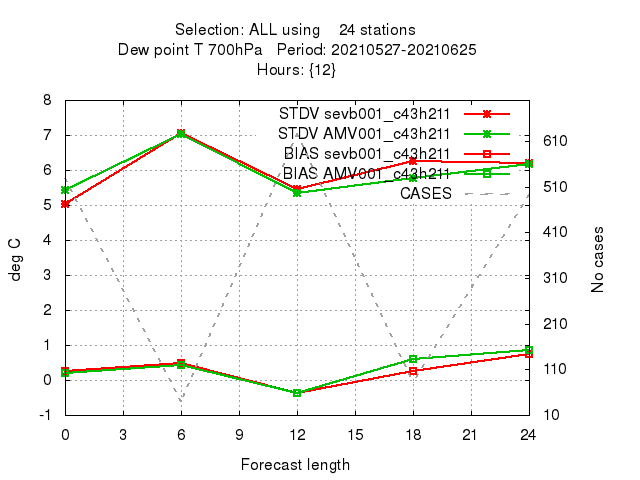 Selection: ALL using 24 stations
Dew point T 700hPa Period: 20210527-20210625
Hours: {12}
STDV sevb001_c43h211
STDV AMV001_c43h211
BIAS sevb001_c43h211
BIAS AMV001_c43h211
CASES
8
7
6
5
4
3
2
1
0
-1
deg C
610
510
410
310
210
110
10
No cases
0 3 6 9 12 15 18 21 24
Forecast length